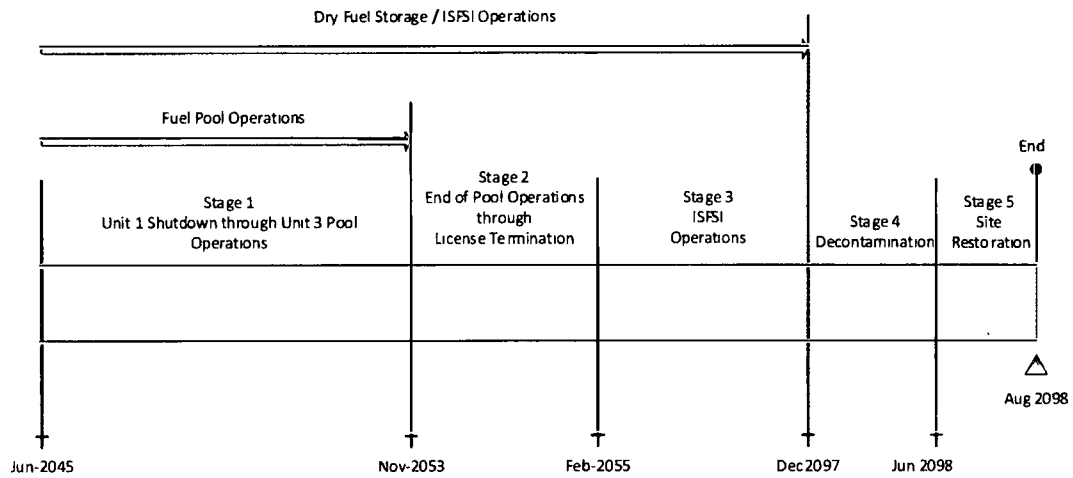 Dry Fuel Storage / ISFSI Operations
Fuel Pool Operations
End
Stage 1
Unit 1 Shutdown through Unit 3 Pool
Operations
Stage 2
End of Pool Operations
through
License Termination
Stage 3
ISFSI
Operations
Stage 4
Decontamination
Stage 5
Site
Restoration
Aug 2098
Jun-2045
Nov-2053
Feb-2055
Dec 2097
Jun 2098